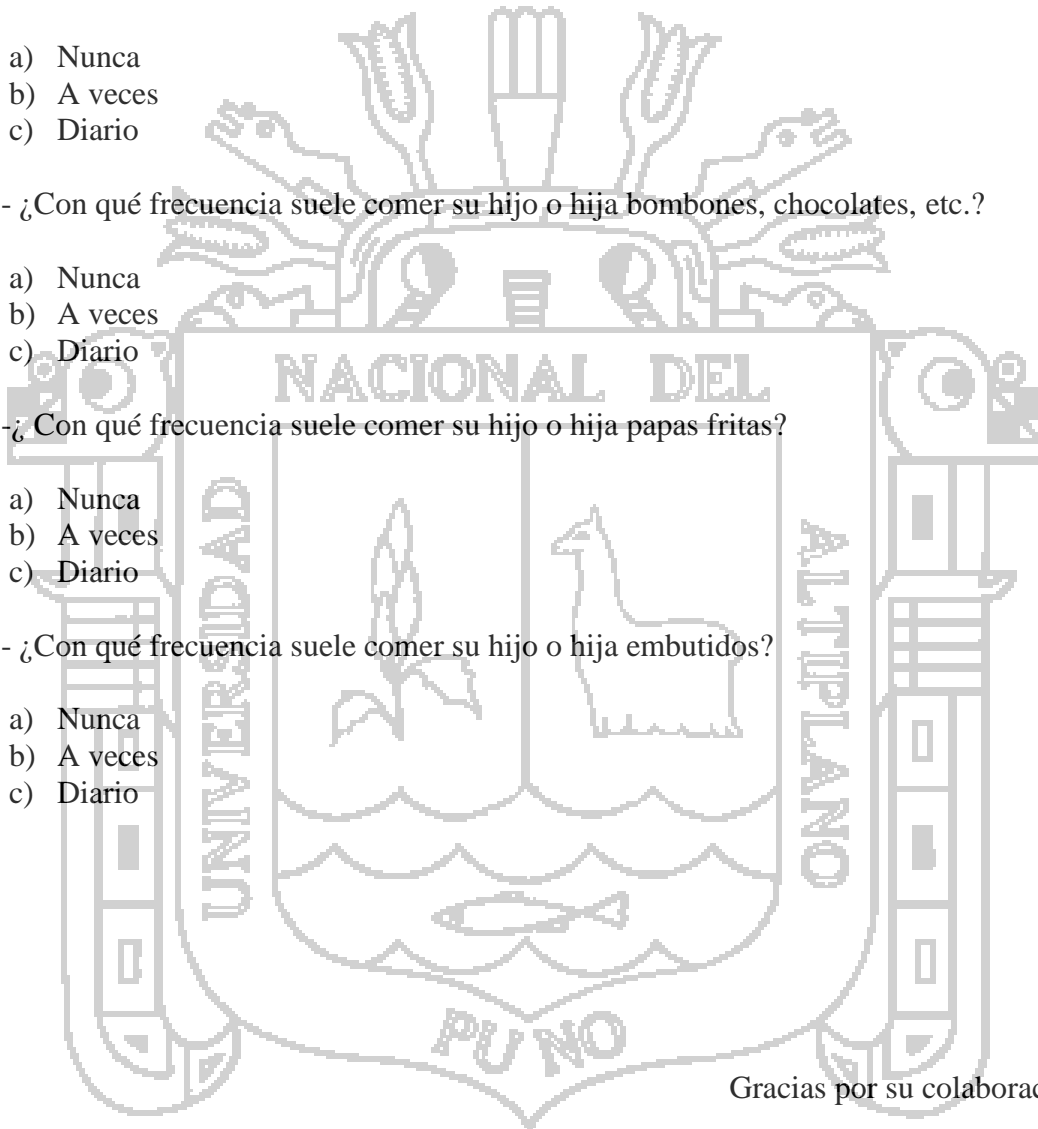 a) Nunca
b) A veces
c) Diario
- ¿Con qué frecuencia suele comer su hijo o hija bombones, chocolates, etc.?
a) Nunca
b) A veces
c) Diario
-¿ Con qué frecuencia suele comer su hijo o hija papas fritas?
a) Nunca
b) A veces
c) Diario
- ¿Con qué frecuencia suele comer su hijo o hija embutidos?
a) Nunca
b) A veces
c) Diario
Gracias por su colaborac
UNIVERSIDAD
NACIONAL DEL
ALTIPLANO
PUNO